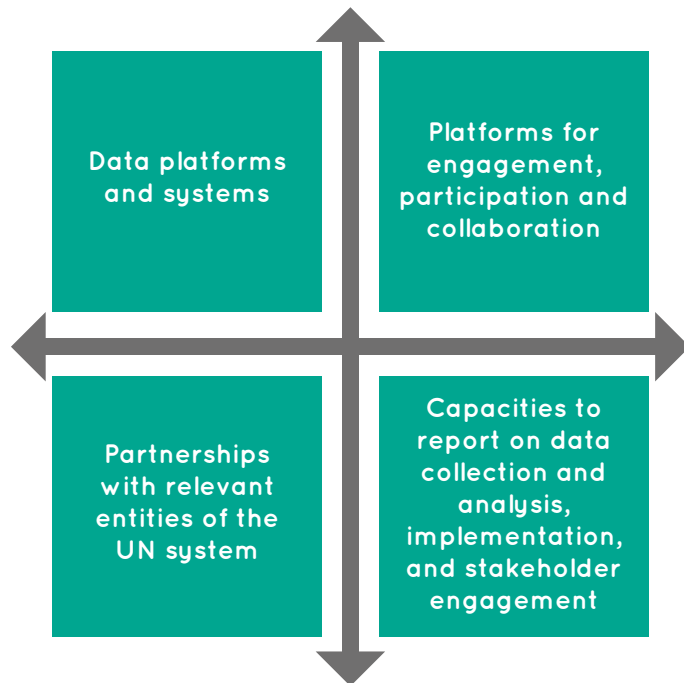 Data platforms
and systems
Platforms for
engagement,
participation and
collaboration
Partnerships
with relevant
entities of the
UN system
Capacities to
report on data
collection and
analysis,
implementation,
and stakeholder
engagement